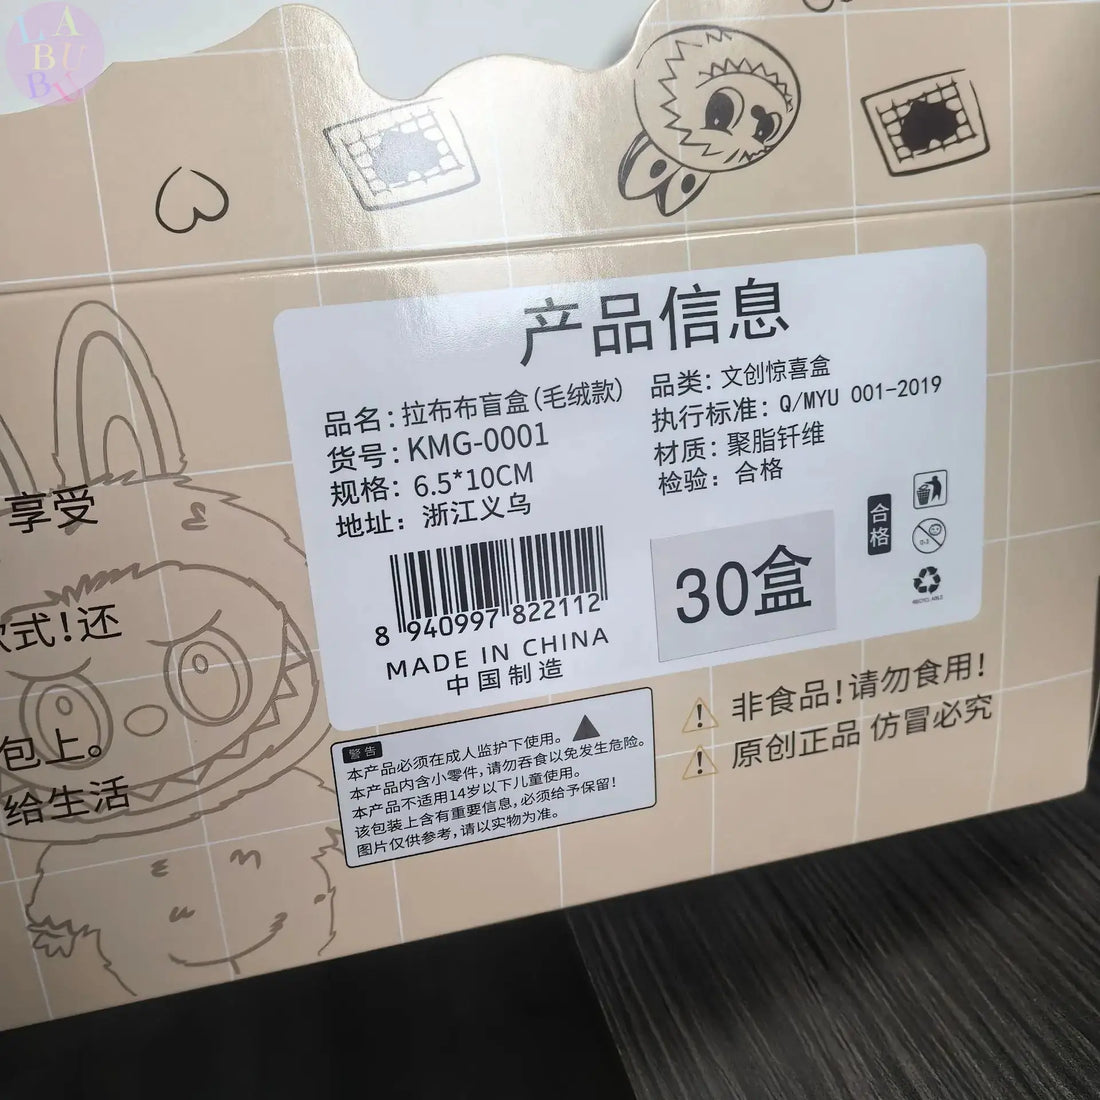 LABUBU
产品信息
品名：拉布布盲盒（毛绒款）
货号：KMG-0001
规格：6.5*10CM
地址：浙江义乌
品类：文创惊喜盒
执行标准：Q/MYU 001-2019
材质：聚脂钎维
检验：合格
8 940997 822112
MADE IN CHINA
中国制造
30盒
合格
0-3
RECYCLABLE
享受
式！还
包上。
给生活
警告
本产品必须在成人监护下使用。
本产品内含小零件，请勿吞食以免发生危险。
本产品不适用14岁以下儿童使用。
该包装上含有重要信息，必须给予保留！
图片仅供参考，请以实物为准。
非食品！请勿食用！
原创正品 仿冒必究